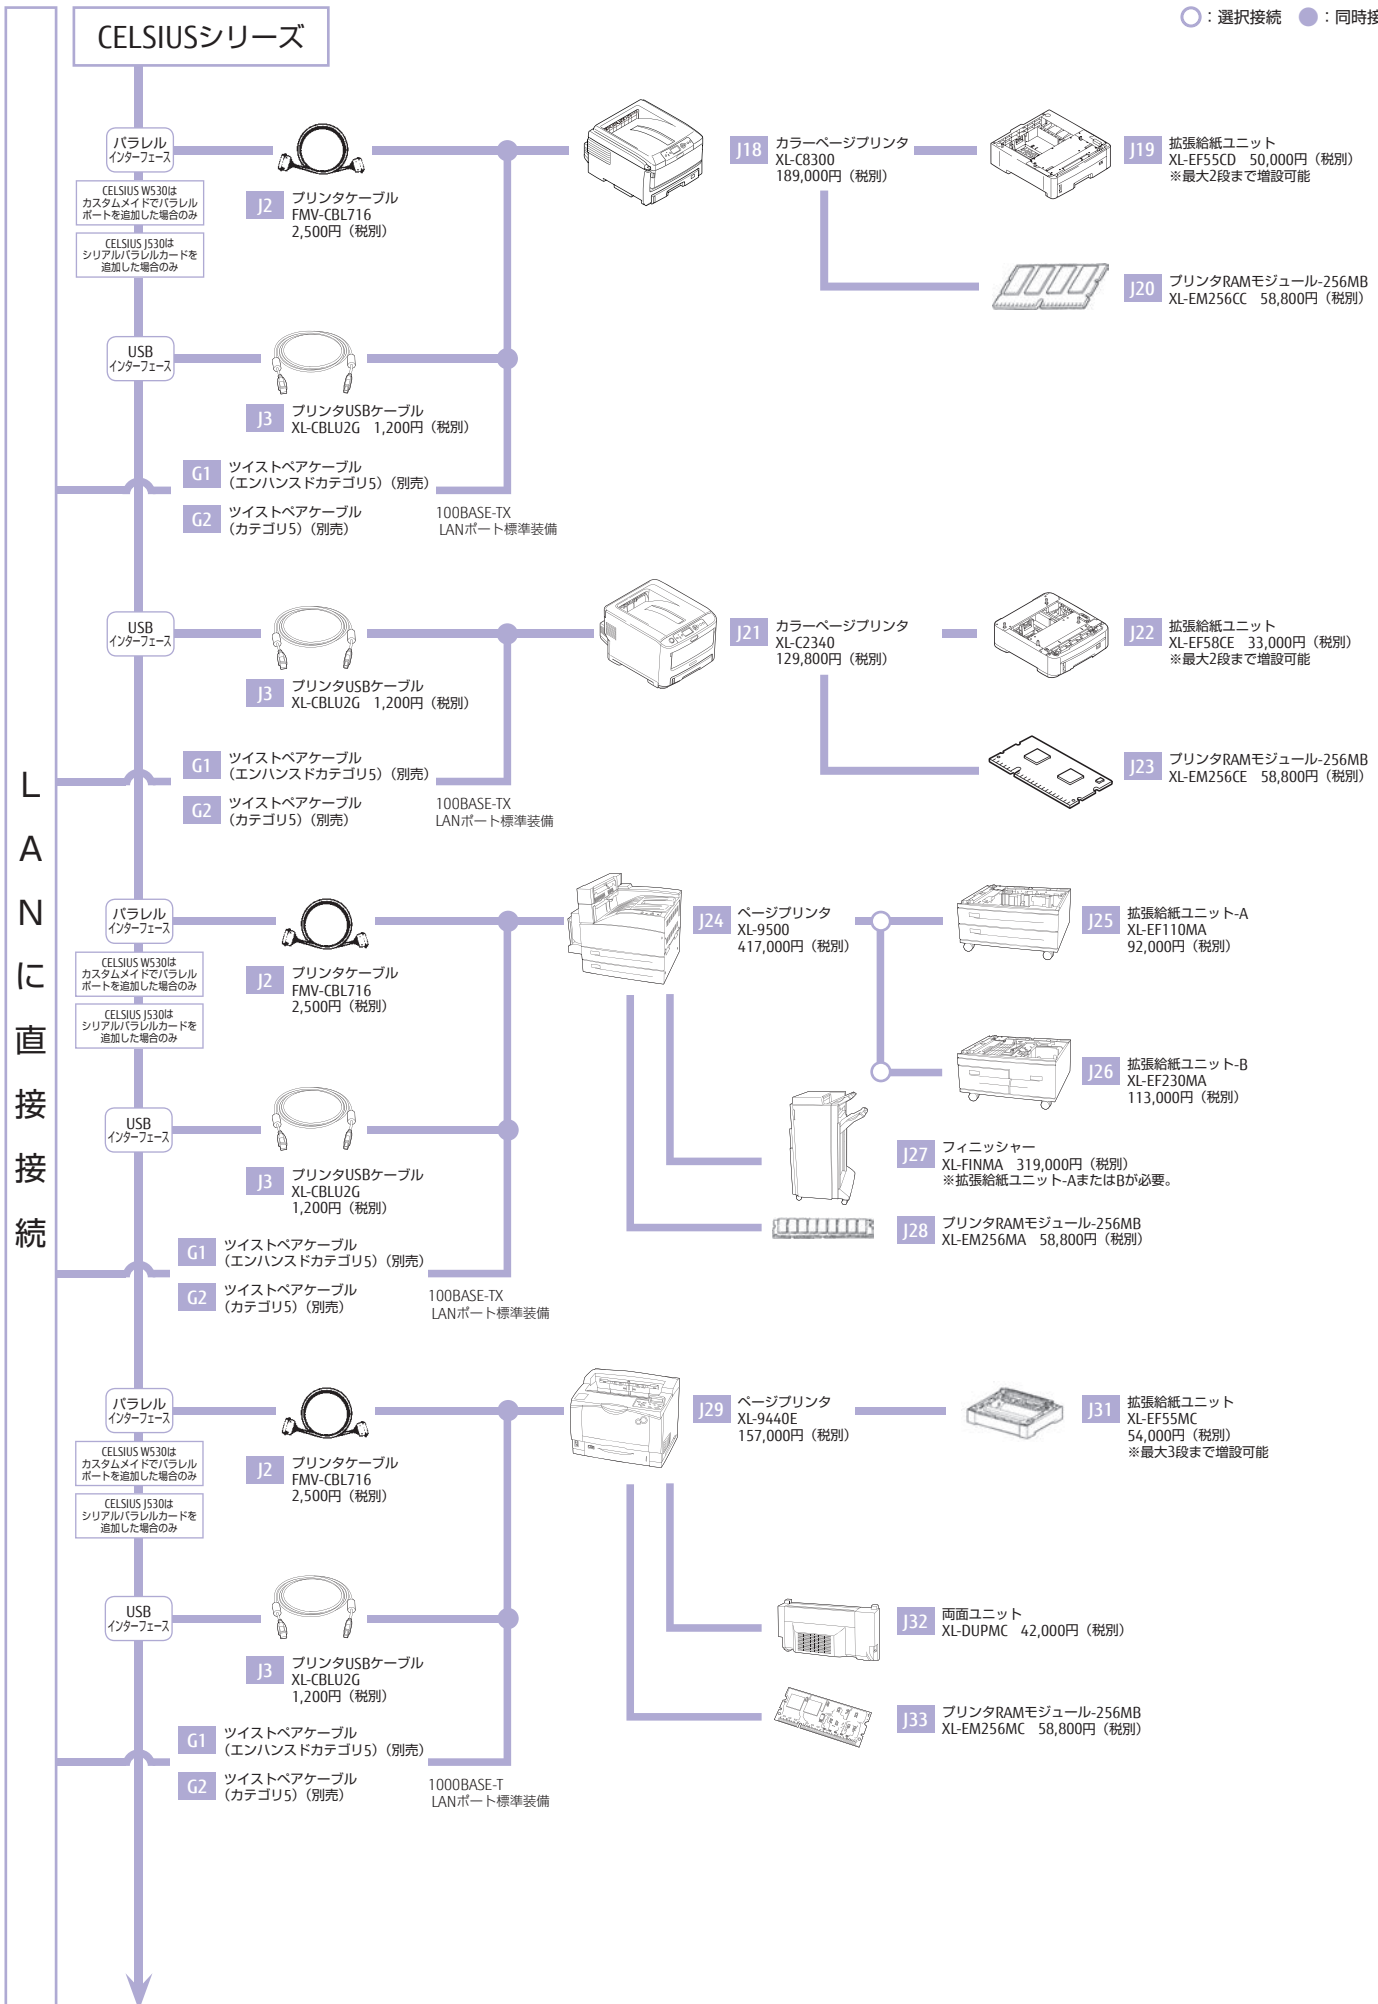 ○：選択接続　●：同時接
CELSIUSシリーズ
LANに直接接続
パラレル
インターフェース
CELSIUS W530は
カスタムメイドでパラレル
ポートを追加した場合のみ
CELSIUS J530は
シリアルパラレルカードを
追加した場合のみ
J2 プリンタケーブル
FMV-CBL716
2,500円（税別）
J18 カラーページプリンタ
XL-C8300
189,000円（税別）
J19 拡張給紙ユニット
XL-EF55CD　50,000円（税別）
※最大2段まで増設可能
J20 プリンタRAMモジュール-256MB
XL-EM256CC　58,800円（税別）
USB
インターフェース
J3 プリンタUSBケーブル
XL-CBLU2G　1,200円（税別）
G1 ツイストペアケーブル
（エンハンスドカテゴリ5）（別売）
G2 ツイストペアケーブル
（カテゴリ5）（別売）
100BASE-TX
LANポート標準装備
USB
インターフェース
J3 プリンタUSBケーブル
XL-CBLU2G　1,200円（税別）
J21 カラーページプリンタ
XL-C2340
129,800円（税別）
J22 拡張給紙ユニット
XL-EF58CE　33,000円（税別）
※最大2段まで増設可能
J23 プリンタRAMモジュール-256MB
XL-EM256CE　58,800円（税別）
G1 ツイストペアケーブル
（エンハンスドカテゴリ5）（別売）
G2 ツイストペアケーブル
（カテゴリ5）（別売）
100BASE-TX
LANポート標準装備
パラレル
インターフェース
CELSIUS W530は
カスタムメイドでパラレル
ポートを追加した場合のみ
CELSIUS J530は
シリアルパラレルカードを
追加した場合のみ
J2 プリンタケーブル
FMV-CBL716
2,500円（税別）
J24 ページプリンタ
XL-9500
417,000円（税別）
J25 拡張給紙ユニット-A
XL-EF110MA
92,000円（税別）
J26 拡張給紙ユニット-B
XL-EF230MA
113,000円（税別）
USB
インターフェース
J3 プリンタUSBケーブル
XL-CBLU2G
1,200円（税別）
J27 フィニッシャー
XL-FINMA　319,000円（税別）
※拡張給紙ユニット-AまたはBが必要。
J28 プリンタRAMモジュール-256MB
XL-EM256MA　58,800円（税別）
G1 ツイストペアケーブル
（エンハンスドカテゴリ5）（別売）
G2 ツイストペアケーブル
（カテゴリ5）（別売）
100BASE-TX
LANポート標準装備
パラレル
インターフェース
CELSIUS W530は
カスタムメイドでパラレル
ポートを追加した場合のみ
CELSIUS J530は
シリアルパラレルカードを
追加した場合のみ
J2 プリンタケーブル
FMV-CBL716
2,500円（税別）
J29 ページプリンタ
XL-9440E
157,000円（税別）
J31 拡張給紙ユニット
XL-EF55MC
54,000円（税別）
※最大3段まで増設可能
USB
インターフェース
J3 プリンタUSBケーブル
XL-CBLU2G
1,200円（税別）
J32 両面ユニット
XL-DUPMC　42,000円（税別）
J33 プリンタRAMモジュール-256MB
XL-EM256MC　58,800円（税別）
G1 ツイストペアケーブル
（エンハンスドカテゴリ5）（別売）
G2 ツイストペアケーブル
（カテゴリ5）（別売）
1000BASE-T
LANポート標準装備